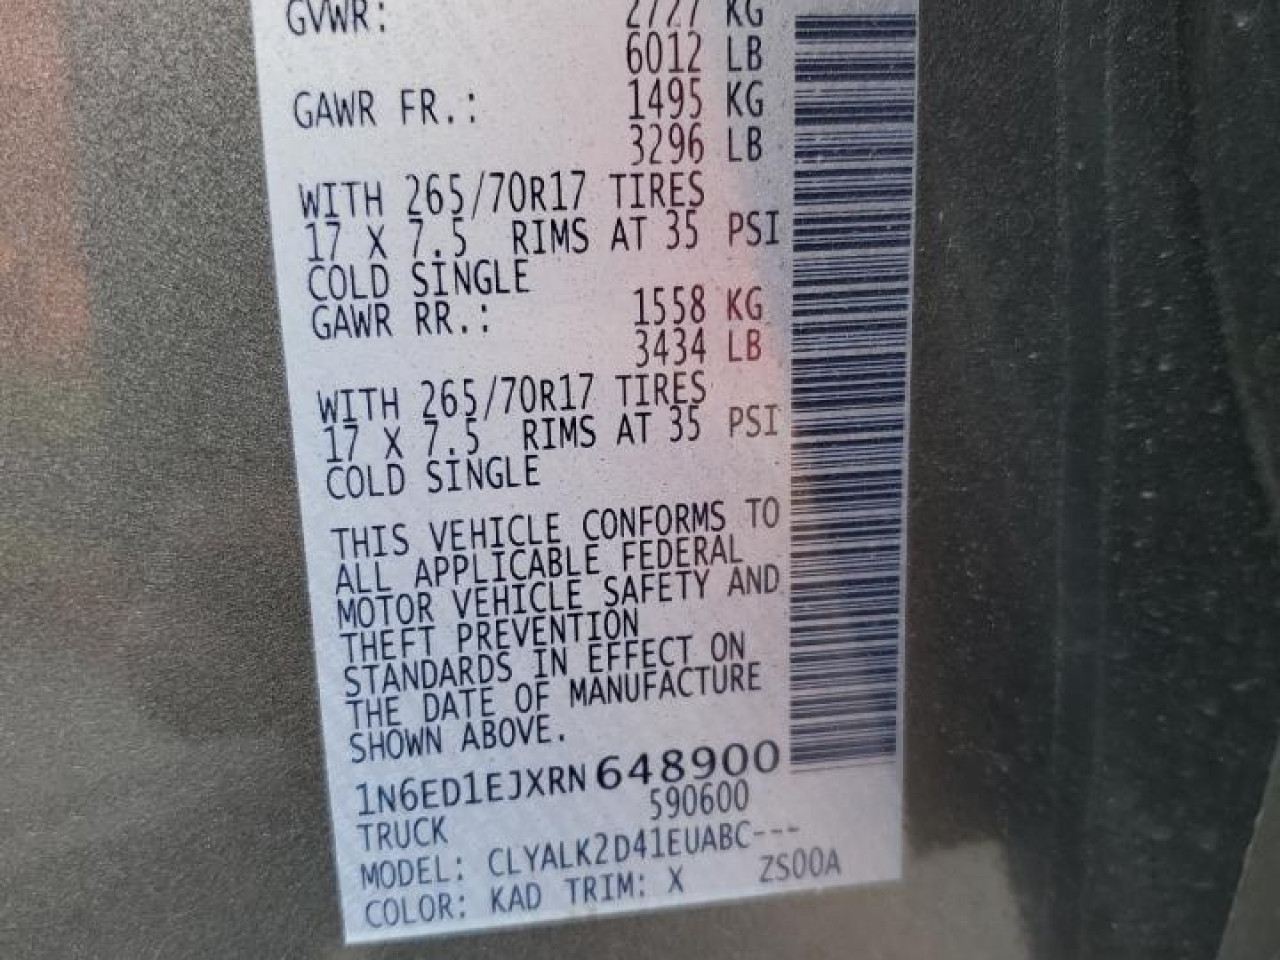 GVWR: 2727 KG
6012 LB
GAWR FR.: 1495 KG
3296 LB
WITH 265/70R17 TIRES
17 X 7.5 RIMS AT 35 PSI
COLD SINGLE
GAWR RR.: 1558 KG
3434 LB
WITH 265/70R17 TIRES
17 X 7.5 RIMS AT 35 PSI
COLD SINGLE
THIS VEHICLE CONFORMS TO
ALL APPLICABLE FEDERAL
MOTOR VEHICLE SAFETY AND
THEFT PREVENTION
STANDARDS IN EFFECT ON
THE DATE OF MANUFACTURE
SHOWN ABOVE.
1N6ED1EJXRN648900
590600
TRUCK
MODEL: CLYALK2D41EUABC---
COLOR: KAD TRIM: X ZS00A